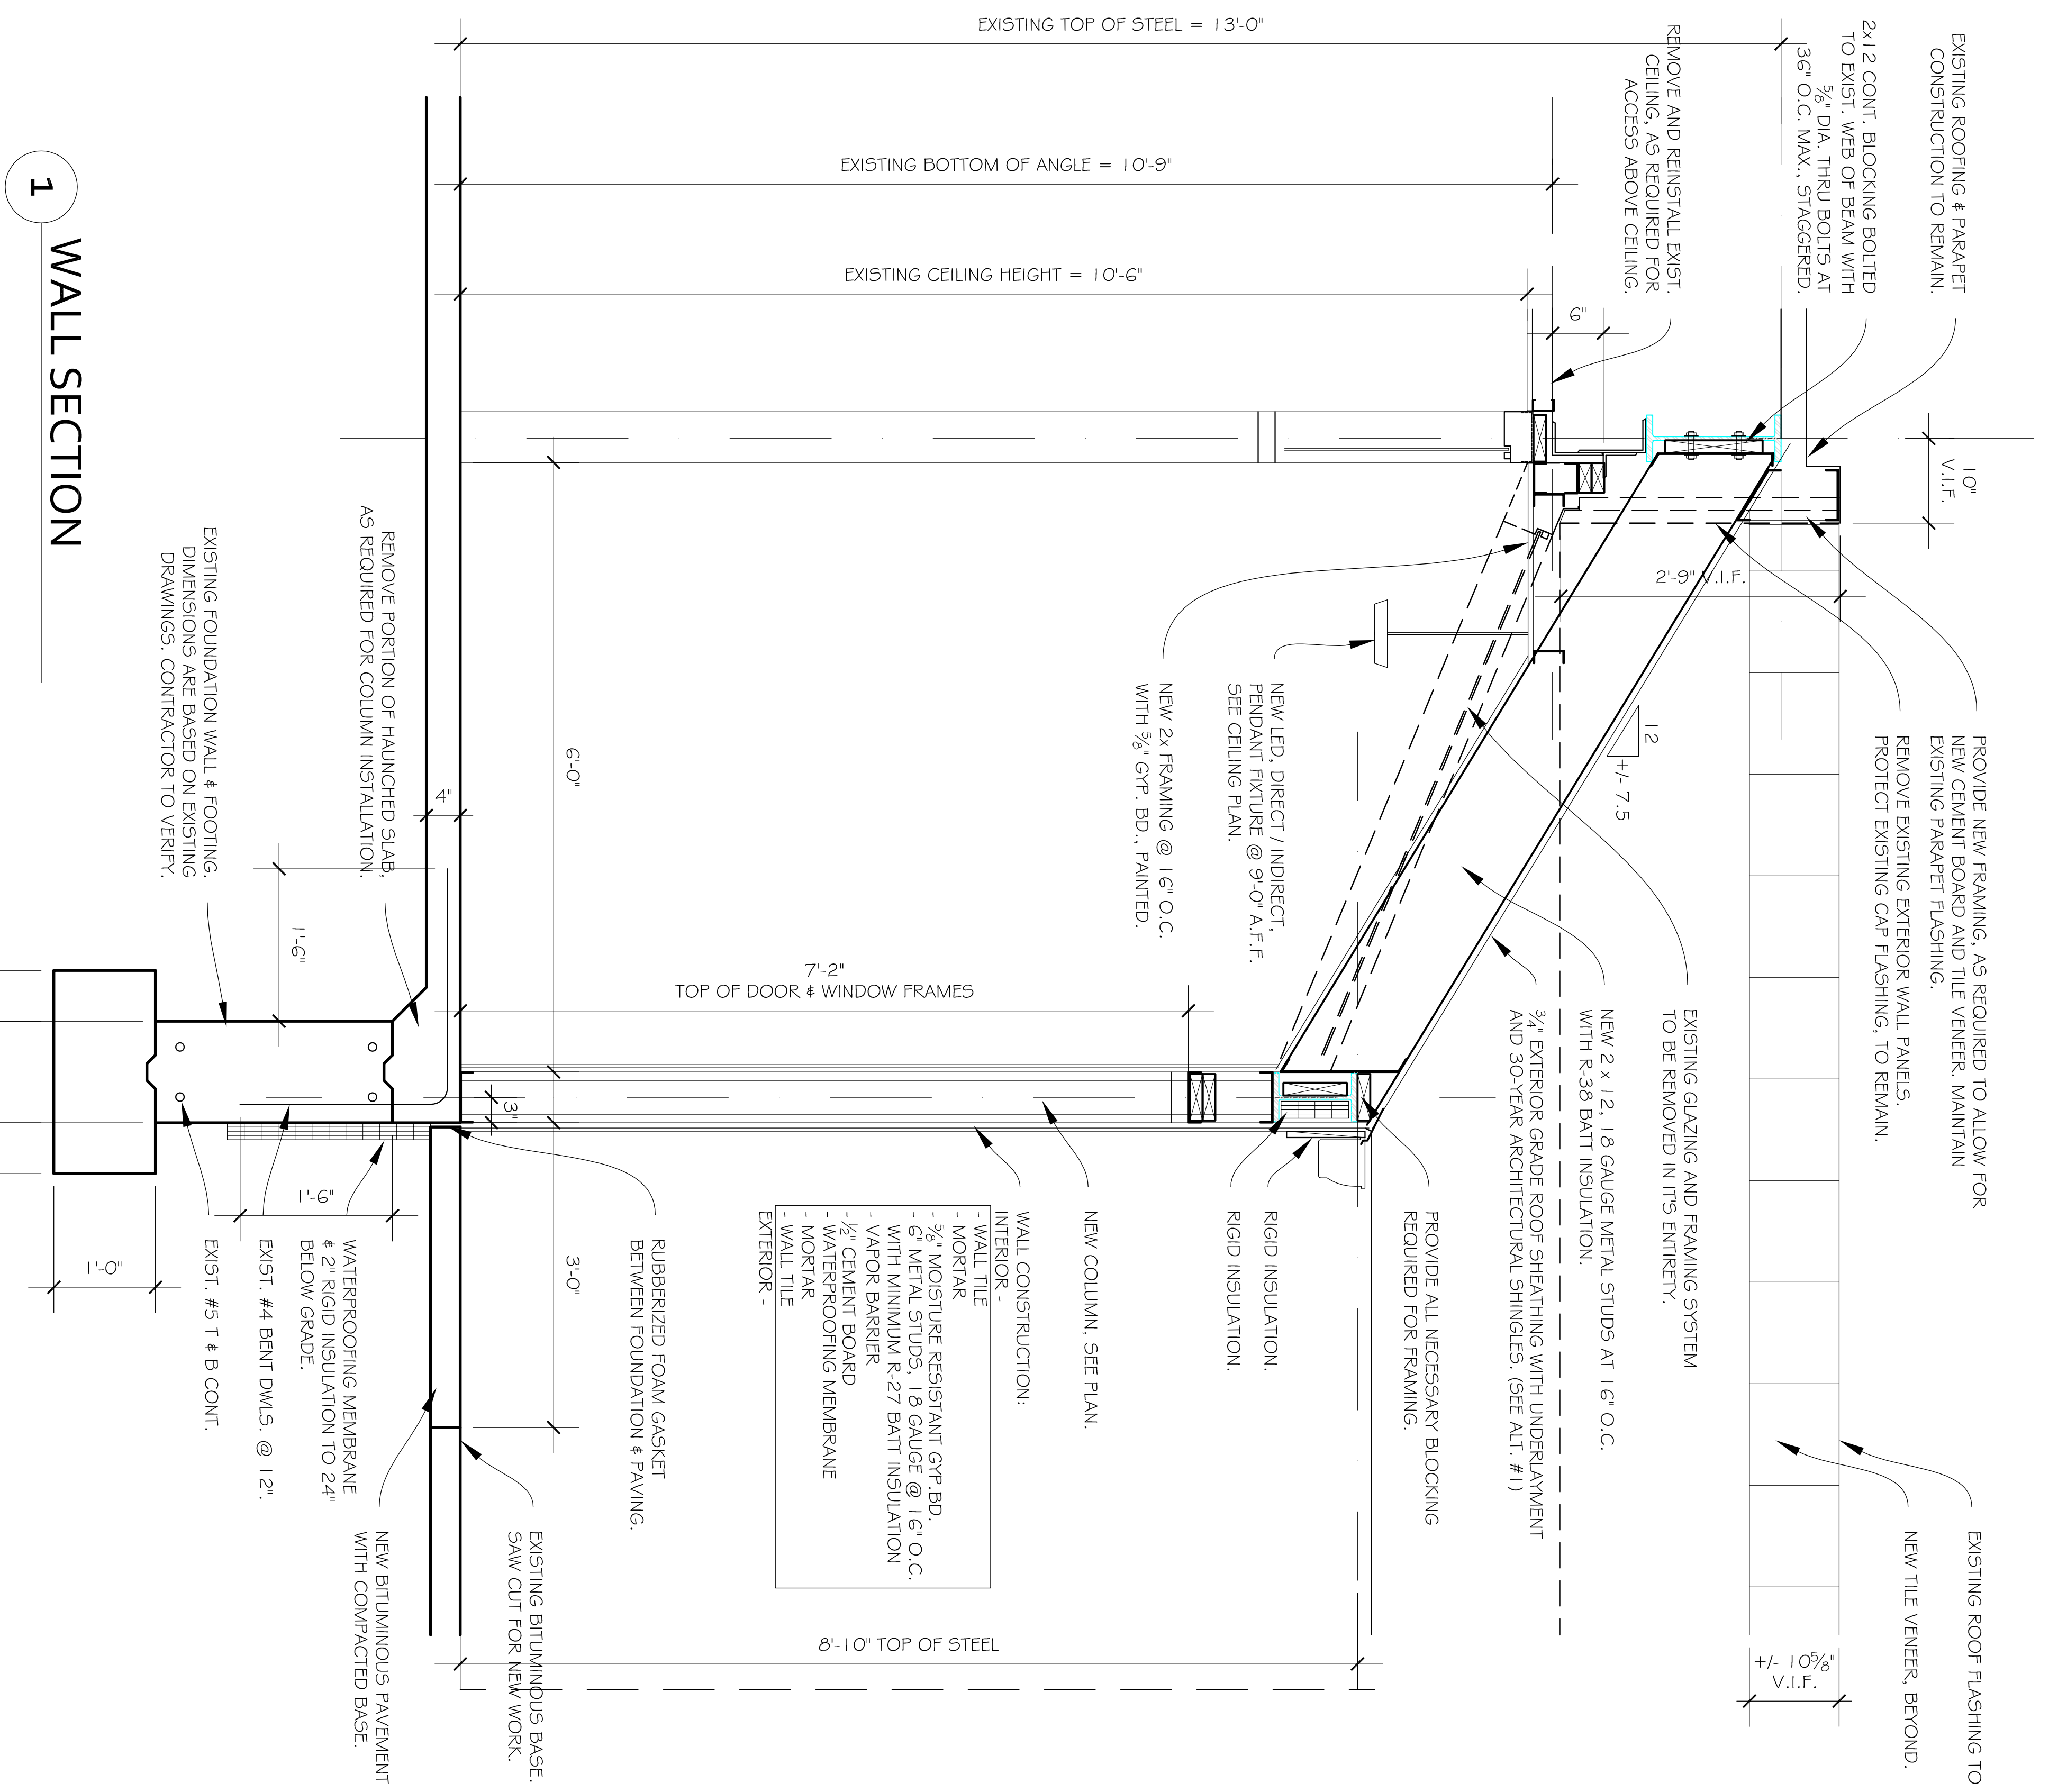 EXISTING ROOFING & PARAPET
CONSTRUCTION TO REMAIN.
2x12 CONT. BLOCKING BOLTED
TO EXIST. WEB OF BEAM WITH
5/8" DIA. THRU BOLTS AT
36" O.C. MAX., STAGGERED.
REMOVE AND REINSTALL EXIST.
CEILING, AS REQUIRED FOR
ACCESS ABOVE CEILING.
EXISTING TOP OF STEEL = 13'-0"
EXISTING BOTTOM OF ANGLE = 10'-9"
EXISTING CEILING HEIGHT = 10'-6"
6"
10"
V.I.F.
2'-9" V.I.F.
PROVIDE NEW FRAMING, AS REQUIRED TO ALLOW FOR
NEW CEMENT BOARD AND TILE VENEER. MAINTAIN
EXISTING PARAPET FLASHING.
REMOVE EXISTING EXTERIOR WALL PANELS.
PROTECT EXISTING CAP FLASHING, TO REMAIN.
12
+/- 7.5
EXISTING ROOF FLASHING TO
NEW TILE VENEER, BEYOND.
+/- 10 5/8"
V.I.F.
EXISTING GLAZING AND FRAMING SYSTEM
TO BE REMOVED IN IT'S ENTIRETY.
NEW 2 x 12, 18 GAUGE METAL STUDS AT 16" O.C.
WITH R-38 BATT INSULATION.
3/4" EXTERIOR GRADE ROOF SHEATHING WITH UNDERLAYMENT
AND 30-YEAR ARCHITECTURAL SHINGLES. (SEE ALT. #1)
PROVIDE ALL NECESSARY BLOCKING
REQUIRED FOR FRAMING.
RIGID INSULATION.
RIGID INSULATION.
NEW LED, DIRECT / INDIRECT,
PENDANT FIXTURE @ 9'-0" A.F.F.
SEE CEILING PLAN.
NEW 2x FRAMING @ 16" O.C.
WITH 5/8" GYP. BD., PAINTED.
NEW COLUMN, SEE PLAN.
WALL CONSTRUCTION:
INTERIOR -
- WALL TILE
- MORTAR
- 5/8" MOISTURE RESISTANT GYP.BD.
- 6" METAL STUDS, 18 GAUGE @ 16" O.C.
WITH MINIMUM R-27 BATT INSULATION
- VAPOR BARRIER
- 1/2" CEMENT BOARD
- WATERPROOFING MEMBRANE
- MORTAR
- WALL TILE
EXTERIOR -
7'-2"
TOP OF DOOR & WINDOW FRAMES
8'-10" TOP OF STEEL
RUBBERIZED FOAM GASKET
BETWEEN FOUNDATION & PAVING.
6'-0"
3"
3'-0"
4"
EXISTING BITUMINOUS BASE.
SAW CUT FOR NEW WORK.
NEW BITUMINOUS PAVEMENT
WITH COMPACTED BASE.
REMOVE PORTION OF HAUNCHED SLAB,
AS REQUIRED FOR COLUMN INSTALLATION.
1'-6"
1'-6"
WATERPROOFING MEMBRANE
& 2" RIGID INSULATION TO 24"
BELOW GRADE.
EXIST. #4 BENT DWLS. @ 12".
EXIST. #5 T & B CONT.
EXISTING FOUNDATION WALL & FOOTING.
DIMENSIONS ARE BASED ON EXISTING
DRAWINGS. CONTRACTOR TO VERIFY.
1'-0"
1
WALL SECTION